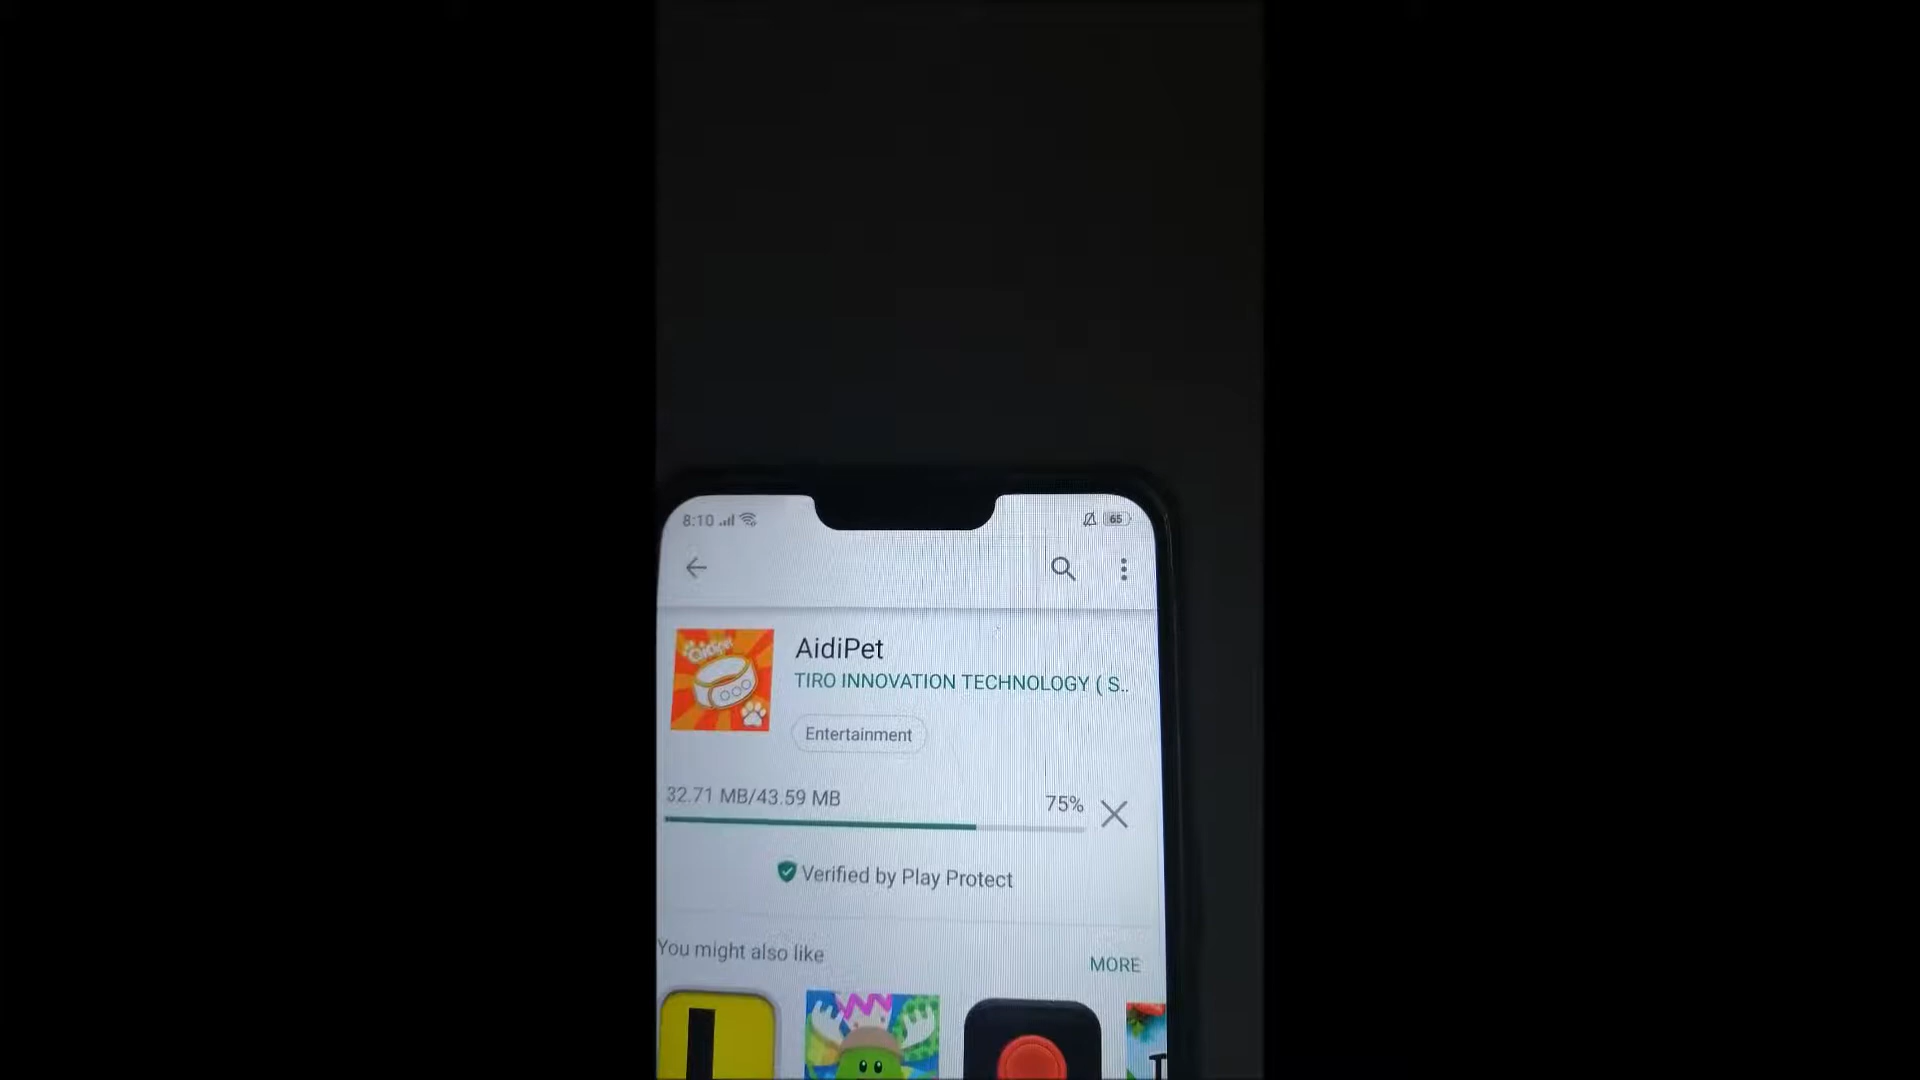 8:10
65
AidiPet
TIRO INNOVATION TECHNOLOGY ( S..
Entertainment
32.71 MB/43.59 MB
75%
Verified by Play Protect
You might also like
MORE